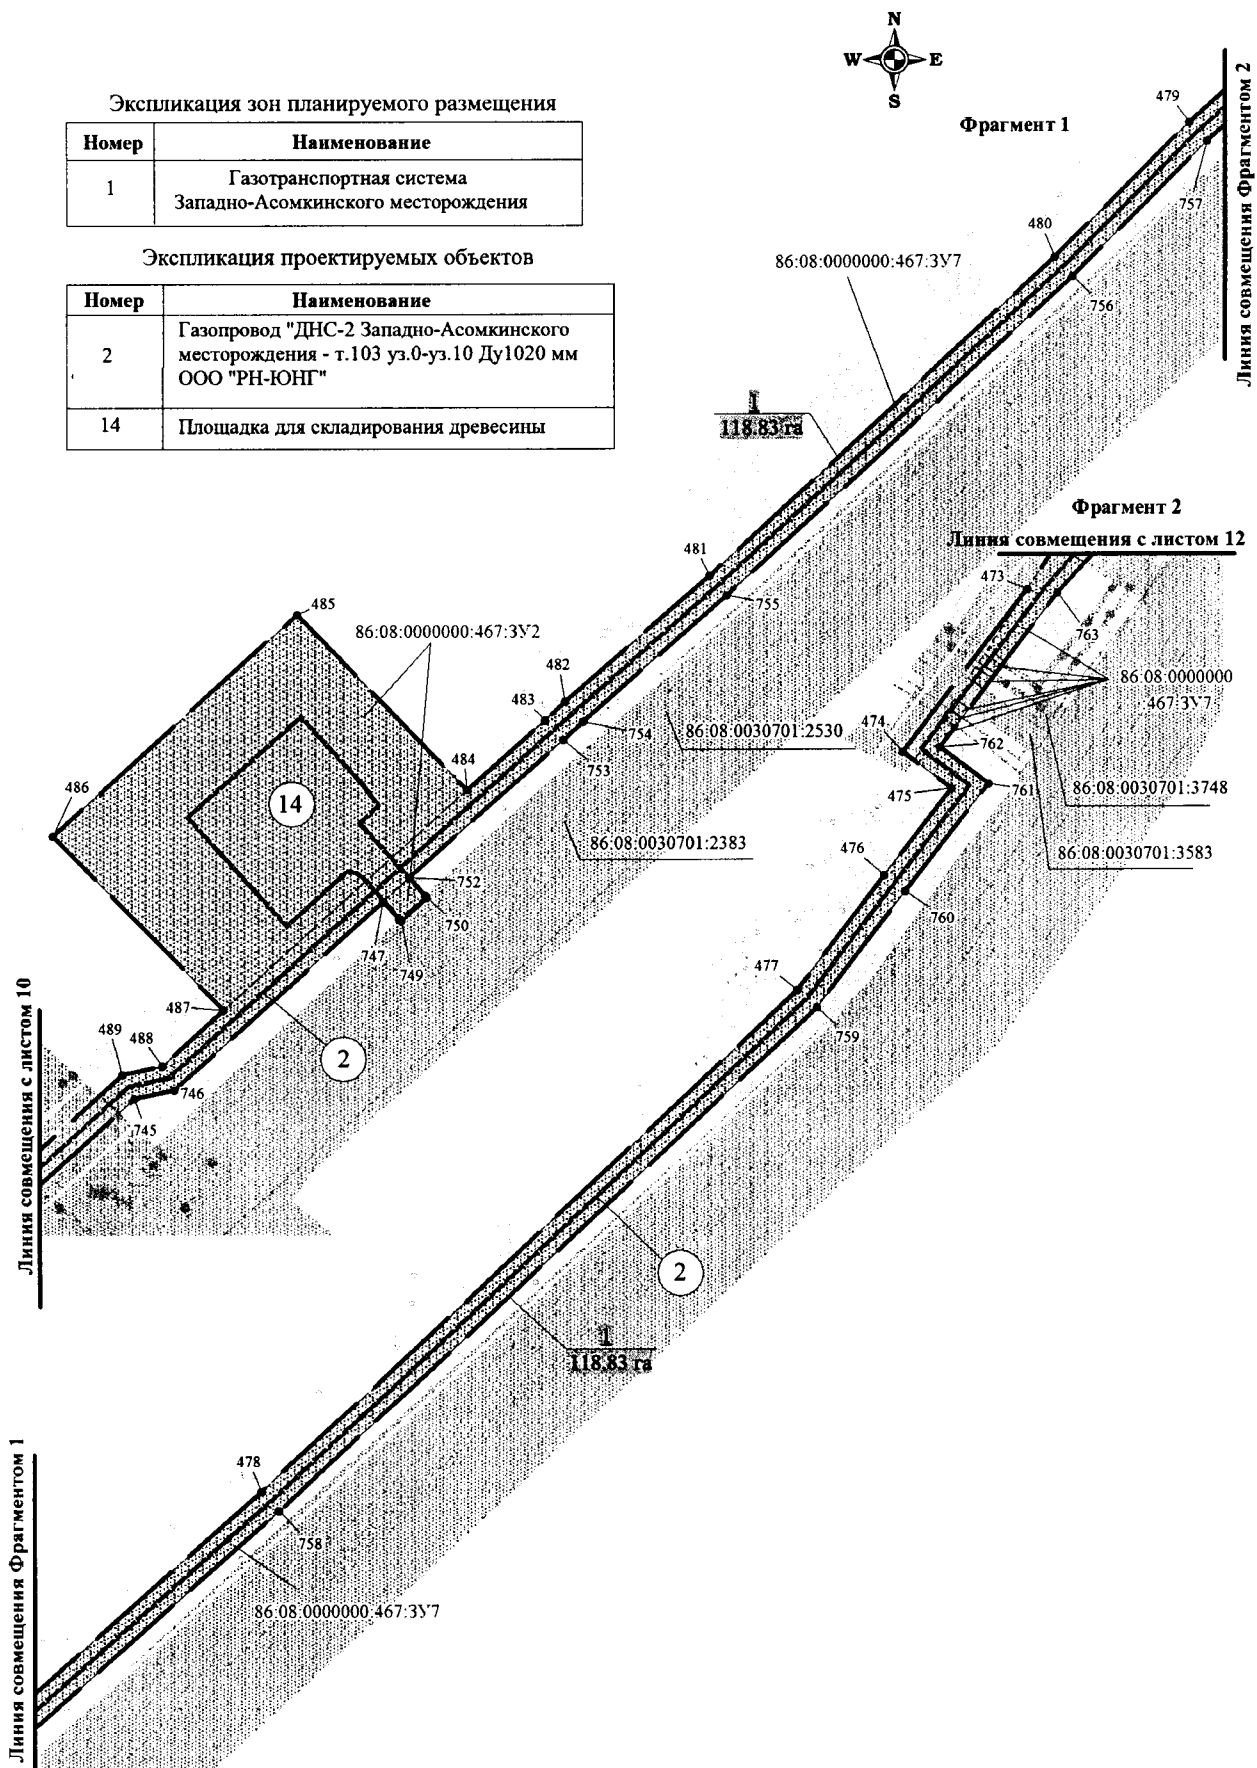 N
W E
S
Экспликация зон планируемого размещения
Номер Наименование
1 Газотранспортная система
Западно-Асомкинского месторождения
Экспликация проектируемых объектов
Номер Наименование
2 Газопровод "ДНС-2 Западно-Асомкинского
месторождения - т.103 уз.0-уз.10 Ду1020 мм
ООО "РН-ЮНГ"
14 Площадка для складирования древесины
Фрагмент 1
Линия совмещения Фрагментом 2
479
757
480
756
86:08:0000000:467:ЗУ7
1
118.83 га
481
755
485
86:08:0000000:467:ЗУ2
482
483
754
753
484
486
14
86:08:0030701:2530
86:08:0030701:2383
752
750
747
749
487
489
488
2
746
745
Линия совмещения с листом 10
Фрагмент 2
Линия совмещения с листом 12
473
763
86:08:0000000
467:ЗУ7
474
762
761
475
86:08:0030701:3748
86:08:0030701:3583
476
760
477
759
2
1
118.83 га
478
758
86:08:0000000:467:ЗУ7
Линия совмещения Фрагментом 1